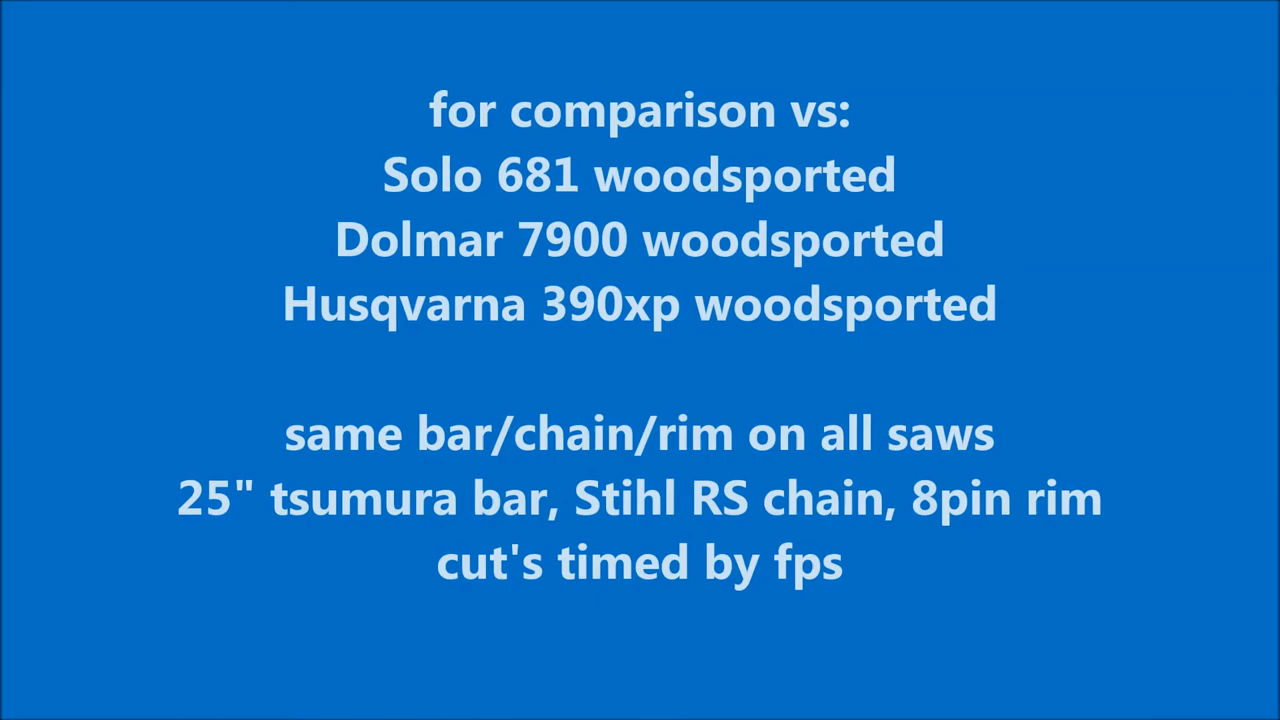 for comparison vs:
Solo 681 woodsported
Dolmar 7900 woodsported
Husqvarna 390xp woodsported
same bar/chain/rim on all saws
25" tsumura bar, Stihl RS chain, 8pin rim
cut's timed by fps